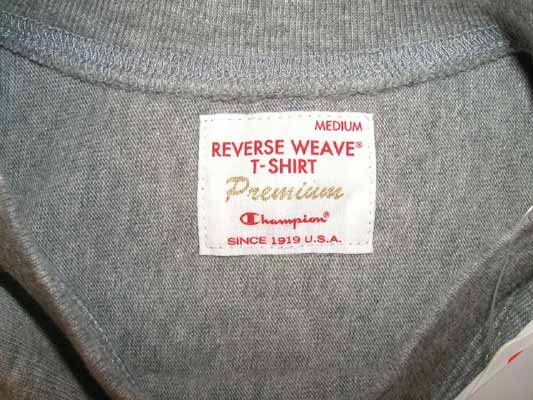 MEDIUM
REVERSE WEAVE®
T-SHIRT
Premium
Champion®
SINCE 1919 U.S.A.